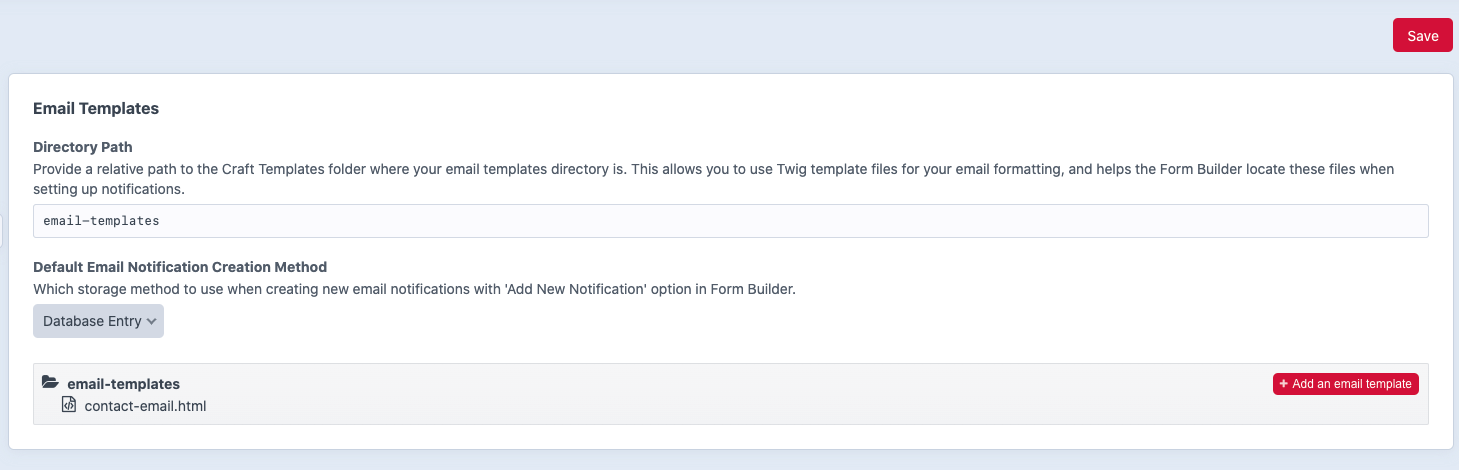 Save
Email Templates
Directory Path
Provide a relative path to the Craft Templates folder where your email templates directory is. This allows you to use Twig template files for your email formatting, and helps the Form Builder locate these files when
setting up notifications.
email-templates
Default Email Notification Creation Method
Which storage method to use when creating new email notifications with 'Add New Notification' option in Form Builder.
Database Entry
email-templates
+ Add an email template
contact-email.html